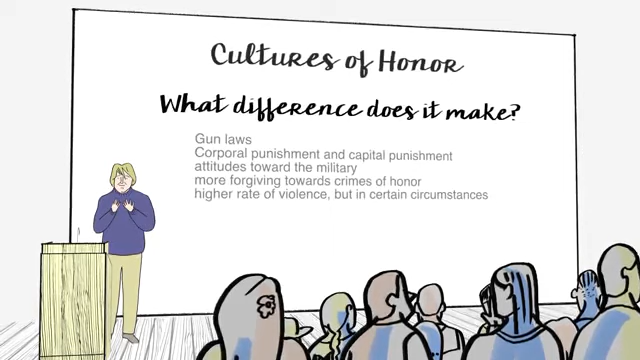 Cultures of Honor
What difference does it make?
Gun laws
Corporal punishment and capital punishment
attitudes toward the military
more forgiving towards crimes of honor
higher rate of violence, but in certain circumstances